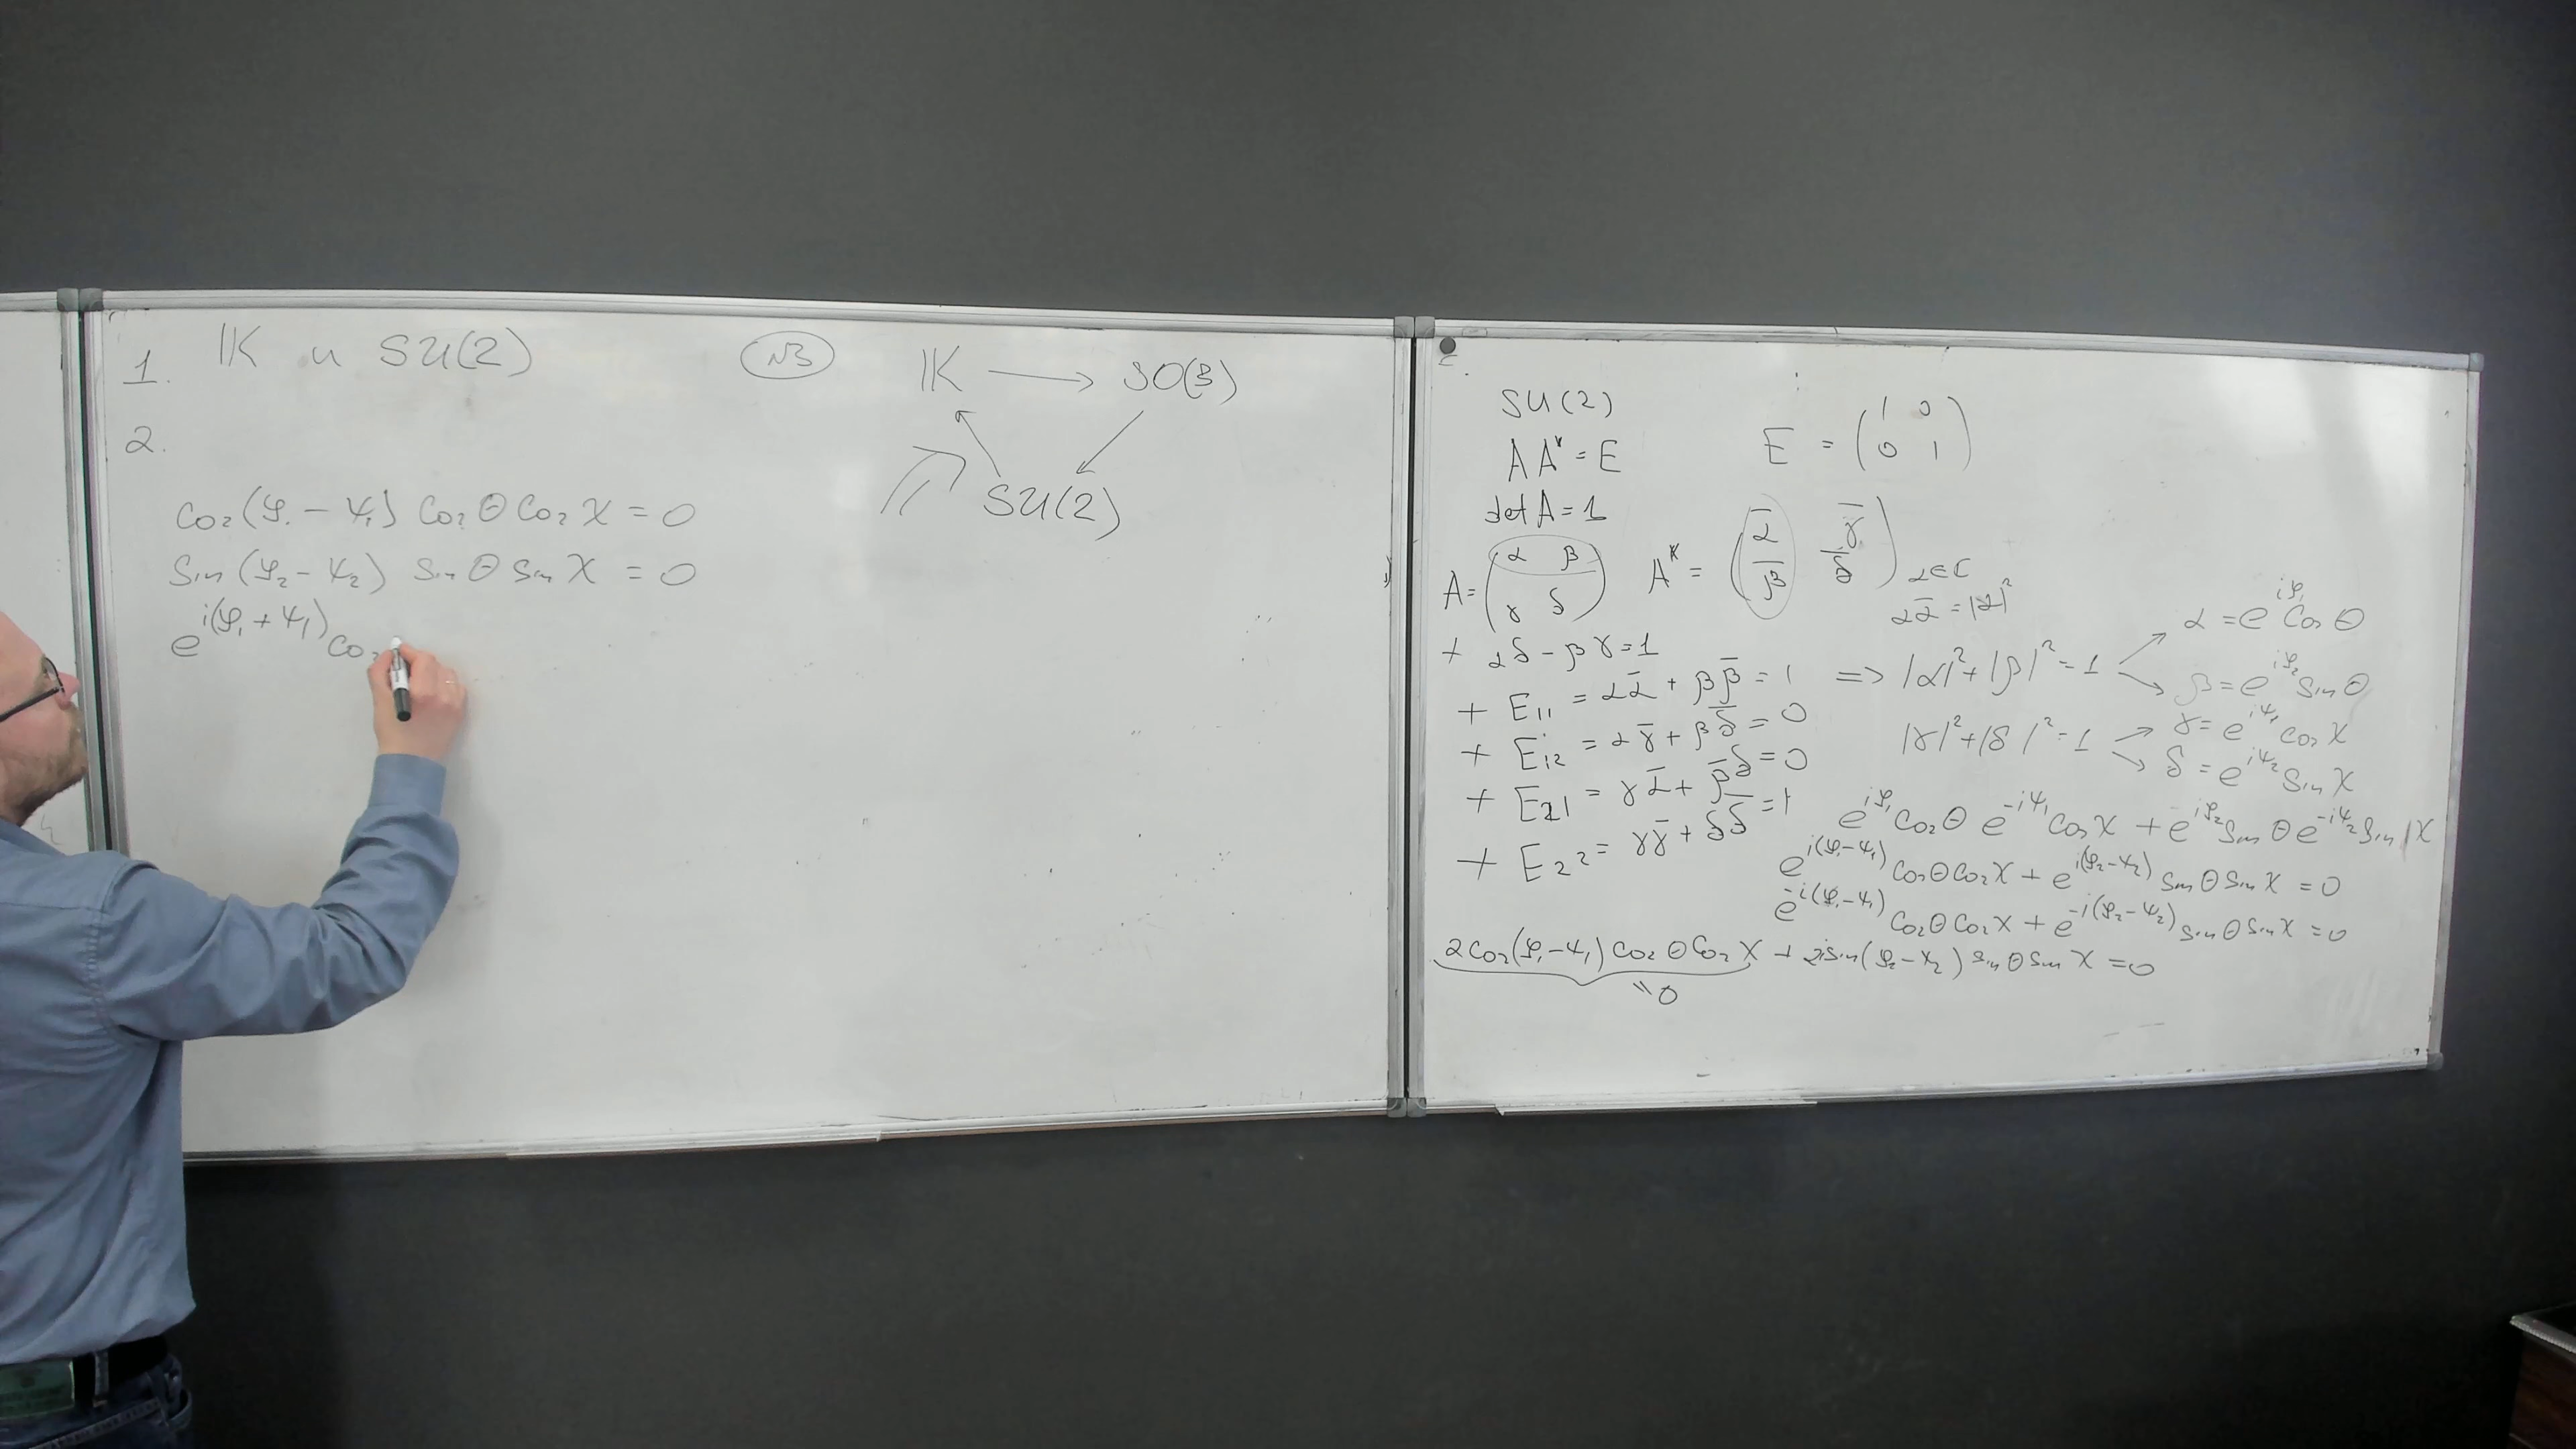 1. 𝕂 и SU(2)
№3
𝕂 → SO(3)
SU(2)
2.
Cos(φ₁ − ψ₁) Cos θ Cos χ = 0
Sin(φ₂ − ψ₂) Sin θ Sin χ = 0
e^{i(φ₁ + ψ₁)} Cos
SU(2)
AA* = E
E = (1 0
0 1)
det A = 1
A = (α β
γ δ)
A* = (ᾱ γ̄
β̄ δ̄)
α∈C
αᾱ = |α|²
+ αδ − βγ = 1
+ E₁₁ = αᾱ + ββ̄ = 1
+ E₁₂ = αγ̄ + βδ̄ = 0
+ E₂₁ = γᾱ + β̄δ = 0
+ E₂₂ = γγ̄ + δδ̄ = 1
=> |α|² + |β|² = 1
α = e^{iφ₁} Cos θ
β = e^{iφ₂} Sin θ
|γ|² + |δ|² = 1
γ = e^{iψ₁} Cos χ
δ = e^{iψ₂} Sin χ
e^{iφ₁} Cos θ e^{−iψ₁} Cos χ + e^{iφ₂} Sin θ e^{−iψ₂} Sin χ
e^{i(φ₁−ψ₁)} Cos θ Cos χ + e^{i(φ₂−ψ₂)} Sin θ Sin χ = 0
e^{−i(φ₁−ψ₁)} Cos θ Cos χ + e^{−i(φ₂−ψ₂)} Sin θ Sin χ = 0
2Cos(φ₁−ψ₁) Cos θ Cos χ + 2i Sin(φ₂−ψ₂) Sin θ Sin χ = 0
=0